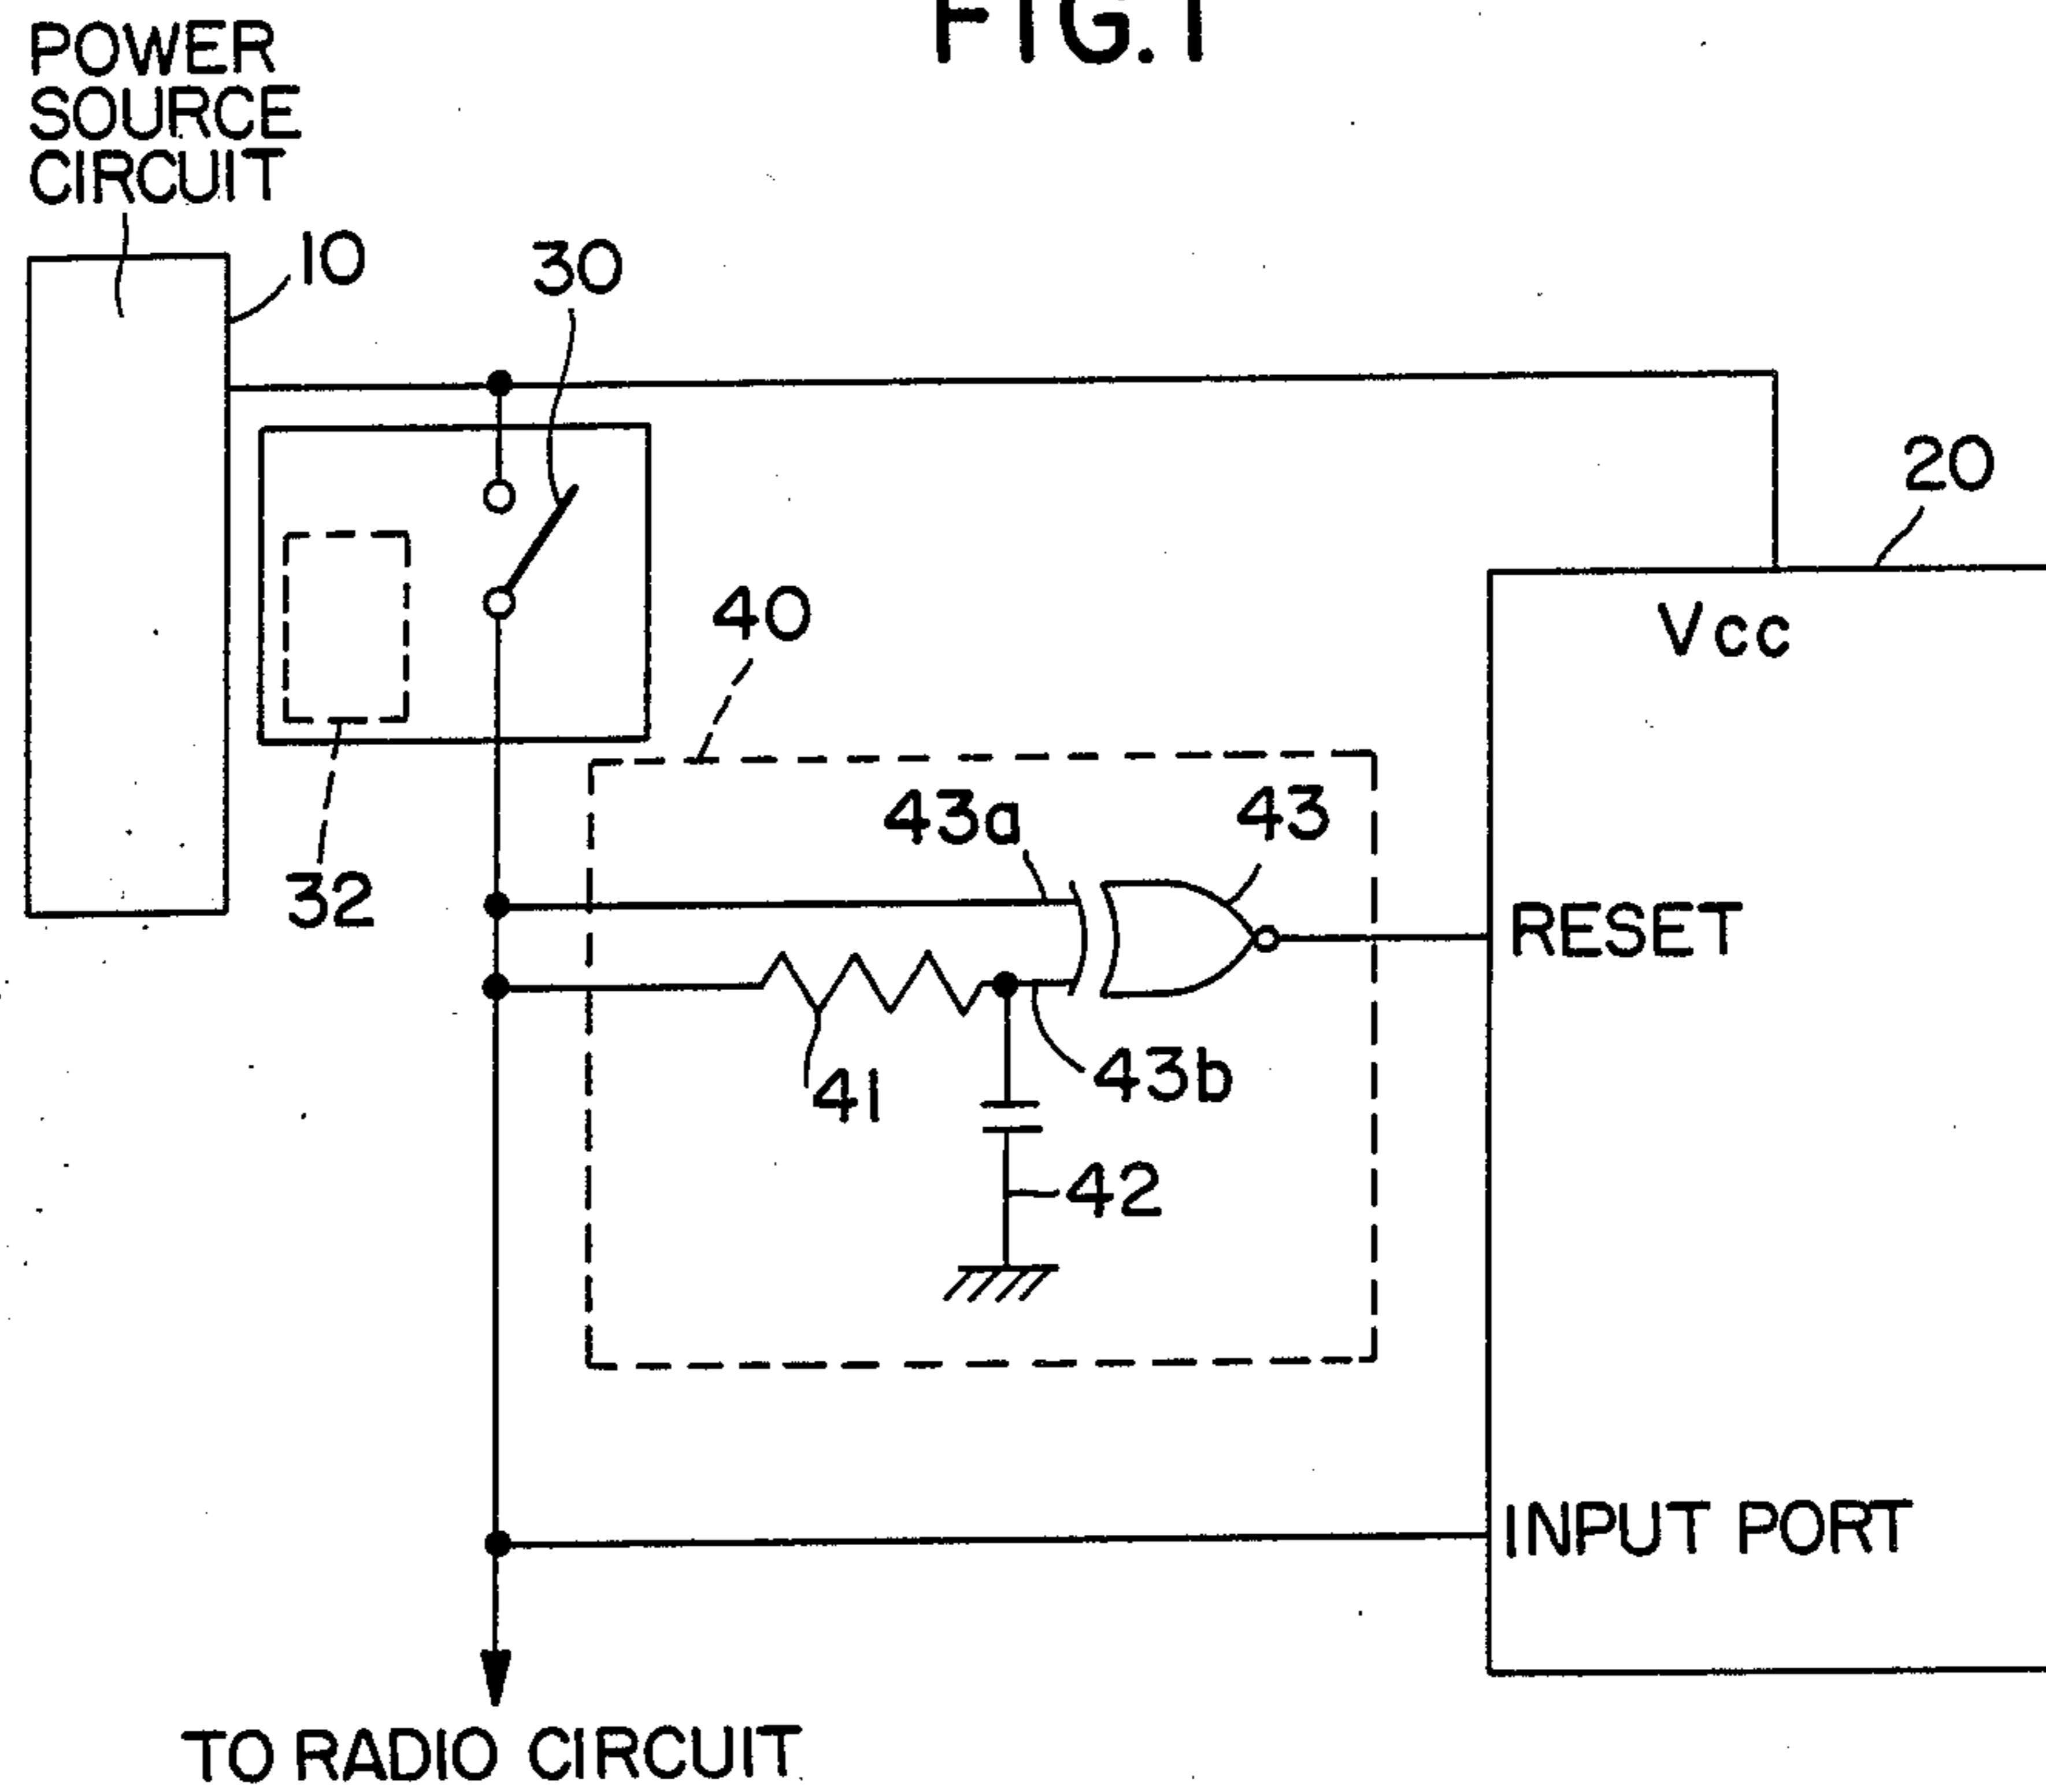 FIG. 1
POWER
SOURCE
CIRCUIT
10
30
20
40
Vcc
32
43a
43
RESET
41
43b
42
INPUT PORT
TO RADIO CIRCUIT